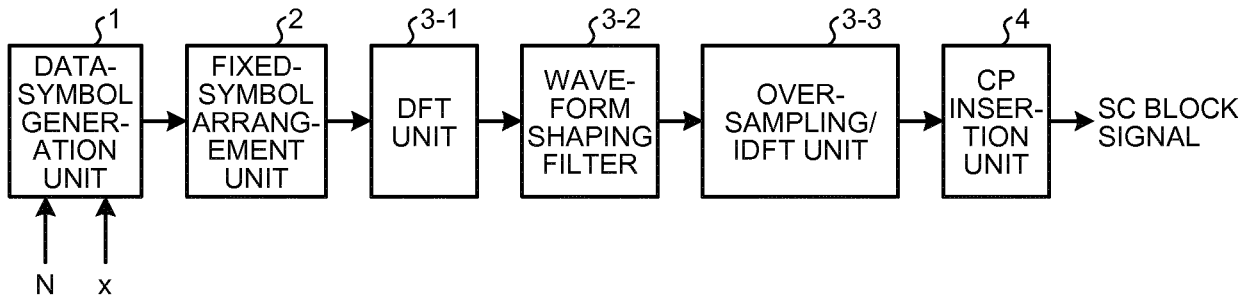 1
2
3-1
3-2
3-3
4
DATA-
SYMBOL
GENER-
ATION
UNIT
FIXED-
SYMBOL
ARRANG-
EMENT
UNIT
DFT
UNIT
WAVE-
FORM
SHAPING
FILTER
OVER-
SAMPLING/
IDFT UNIT
CP
INSER-
TION
UNIT
SC BLOCK
SIGNAL
N
x